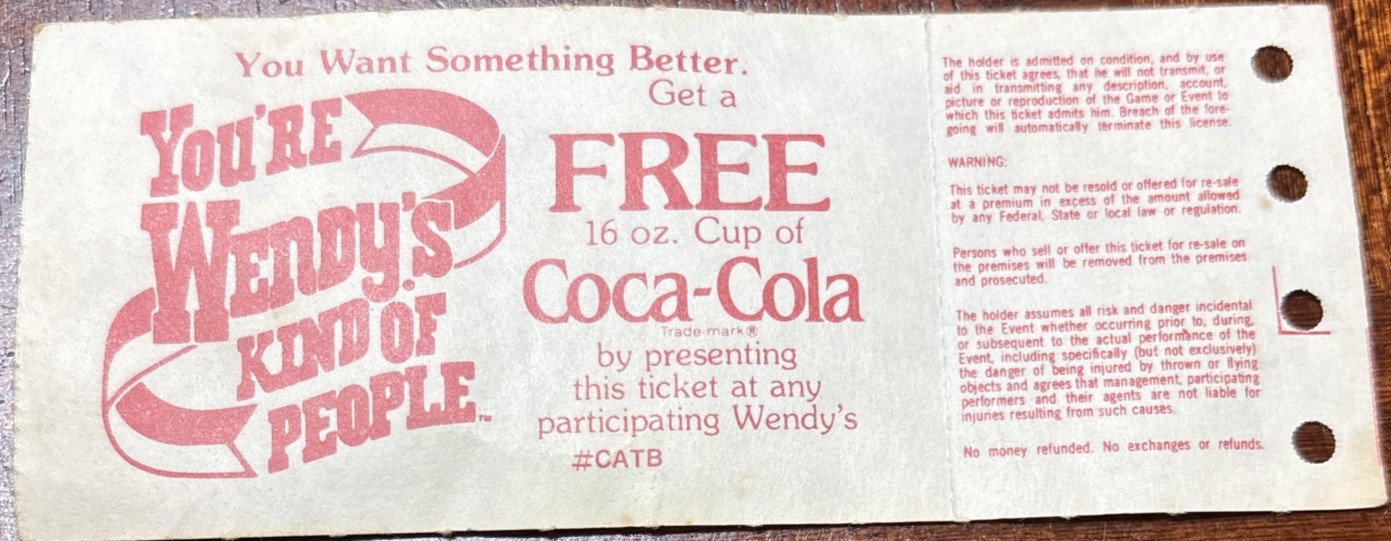 You Want Something Better.
Get a
FREE
16 oz. Cup of
Coca-Cola
Trade-mark®
by presenting
this ticket at any
participating Wendy's
#CATB
YOU'RE
WENDY'S
KIND OF
PEOPLE™
The holder is admitted on condition, and by use
of this ticket agrees, that he will not transmit, or
aid in transmitting any description, account,
picture or reproduction of the Game or Event to
which this ticket admits him. Breach of the fore-
going will automatically terminate this license.
WARNING:
This ticket may not be resold or offered for re-sale
at a premium in excess of the amount allowed
by any Federal, State or local law or regulation.
Persons who sell or offer this ticket for re-sale on
the premises will be removed from the premises
and prosecuted.
The holder assumes all risk and danger incidental
to the Event whether occurring prior to, during,
or subsequent to the actual performance of the
Event, including specifically (but not exclusively)
the danger of being injured by thrown or flying
objects and agrees that management, participating
performers and their agents are not liable for
injuries resulting from such causes.
No money refunded. No exchanges or refunds.